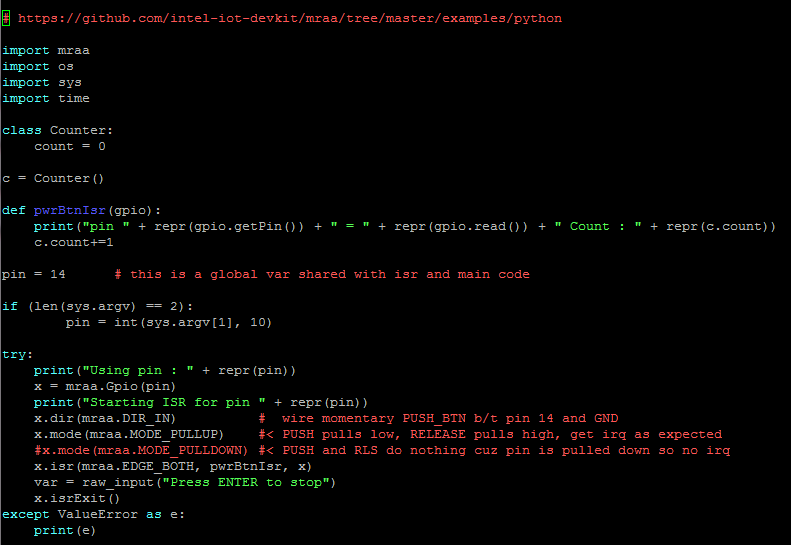 # https://github.com/intel-iot-devkit/mraa/tree/master/examples/python

import mraa
import os
import sys
import time

class Counter:
    count = 0

c = Counter()

def pwrBtnIsr(gpio):
    print("pin " + repr(gpio.getPin()) + " = " + repr(gpio.read()) + " Count : " + repr(c.count))
    c.count+=1

pin = 14      # this is a global var shared with isr and main code

if (len(sys.argv) == 2):
        pin = int(sys.argv[1], 10)

try:
    print("Using pin : " + repr(pin))
    x = mraa.Gpio(pin)
    print("Starting ISR for pin " + repr(pin))
    x.dir(mraa.DIR_IN)          #  wire momentary PUSH_BTN b/t pin 14 and GND
    x.mode(mraa.MODE_PULLUP)    #< PUSH pulls low, RELEASE pulls high, get irq as expected
    #x.mode(mraa.MODE_PULLDOWN) #< PUSH and RLS do nothing cuz pin is pulled down so no irq
    x.isr(mraa.EDGE_BOTH, pwrBtnIsr, x)
    var = raw_input("Press ENTER to stop")
    x.isrExit()
except ValueError as e:
    print(e)